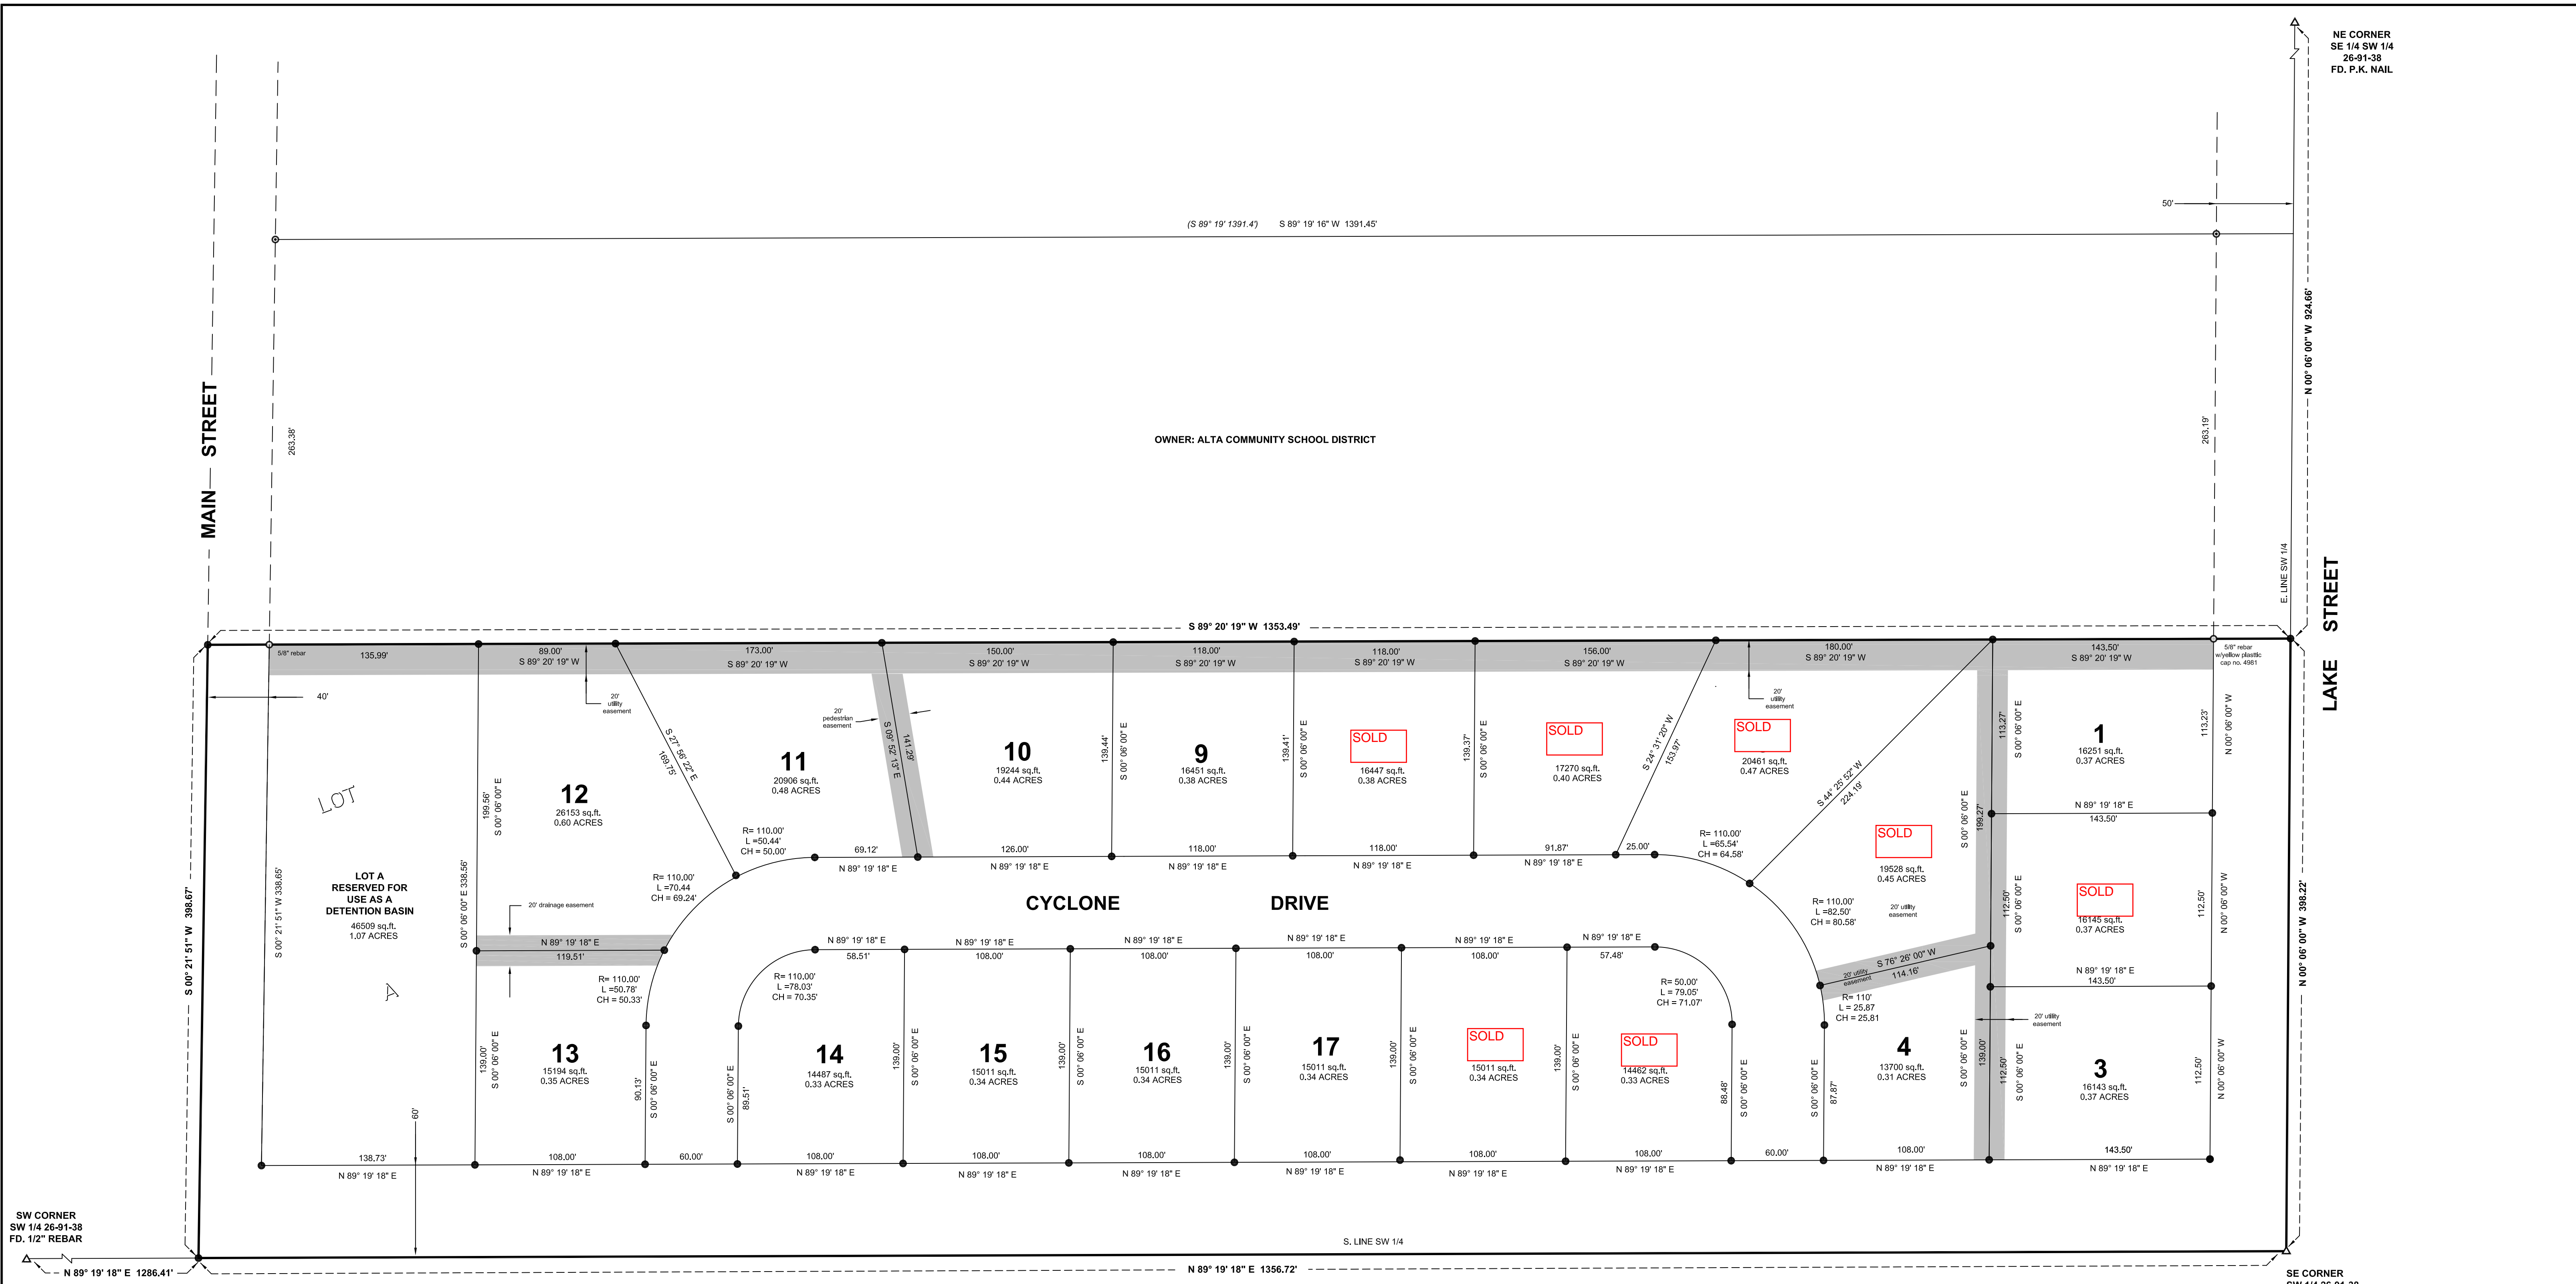 NE CORNER
SE 1/4 SW 1/4
26-91-38
FD. P.K. NAIL
50'
(S 89° 19' 1391.4') S 89° 19' 16" W 1391.45'
N 00° 06' 00" W 924.66'
MAIN STREET
263.38'
OWNER: ALTA COMMUNITY SCHOOL DISTRICT
263.19'
E. LINE SW 1/4
LAKE STREET
S 89° 20' 19" W 1353.49'
5/8" rebar
135.99'
89.00'
S 89° 20' 19" W
173.00'
S 89° 20' 19" W
150.00'
S 89° 20' 19" W
118.00'
S 89° 20' 19" W
118.00'
S 89° 20' 19" W
156.00'
S 89° 20' 19" W
180.00'
S 89° 20' 19" W
143.50'
S 89° 20' 19" W
5/8" rebar
w/yellow plasttic
cap no. 4981
40'
20'
utility
easement
20'
pedestrian
easement
20'
utility
easement
S 27° 56' 22" E
169.75'
S 09° 52' 13" E
141.29'
139.44'
S 00° 06' 00" E
139.41'
S 00° 06' 00" E
139.37'
S 00° 06' 00" E
S 24° 31' 20" W
153.97'
S 44° 25' 52" W
224.19'
113.27'
S 00° 06' 00" E
113.23'
N 00° 06' 00" W
12
26153 sq.ft.
0.60 ACRES
11
20906 sq.ft.
0.48 ACRES
10
19244 sq.ft.
0.44 ACRES
9
16451 sq.ft.
0.38 ACRES
SOLD
16447 sq.ft.
0.38 ACRES
SOLD
17270 sq.ft.
0.40 ACRES
SOLD
20461 sq.ft.
0.47 ACRES
1
16251 sq.ft.
0.37 ACRES
199.56'
S 00° 06' 00" E
S 00° 06' 00" E
199.27'
N 89° 19' 18" E
143.50'
LOT
A
LOT A
RESERVED FOR
USE AS A
DETENTION BASIN
46509 sq.ft.
1.07 ACRES
S 00° 21' 51" W 398.67'
S 00° 21' 51" W 338.65'
S 00° 06' 00" E 338.56'
R= 110.00'
L =50.44'
CH = 50.00'
69.12'
N 89° 19' 18" E
126.00'
N 89° 19' 18" E
118.00'
N 89° 19' 18" E
118.00'
N 89° 19' 18" E
91.87'
N 89° 19' 18" E
25.00'
R= 110.00'
L =65.54'
CH = 64.58'
SOLD
19528 sq.ft.
0.45 ACRES
20' utility
easement
SOLD
16145 sq.ft.
0.37 ACRES
112.50'
S 00° 06' 00" E
112.50'
N 00° 06' 00" W
N 00° 06' 00" W 398.22'
R= 110.00'
L =70.44
CH = 69.24'
20' drainage easement
N 89° 19' 18" E
119.51'
CYCLONE DRIVE
R= 110.00'
L =82.50'
CH = 80.58'
N 89° 19' 18" E
58.51'
N 89° 19' 18" E
108.00'
N 89° 19' 18" E
108.00'
N 89° 19' 18" E
108.00'
N 89° 19' 18" E
108.00'
N 89° 19' 18" E
57.48'
20' utility
easement
S 76° 26' 00" W
114.16'
N 89° 19' 18" E
143.50'
R= 110.00'
L =50.78'
CH = 50.33'
R= 110.00'
L =78.03'
CH = 70.35'
R= 50.00'
L = 79.05'
CH = 71.07'
R= 110'
L = 25.87
CH = 25.81
20' utility
easement
139.00'
S 00° 06' 00" E
13
15194 sq.ft.
0.35 ACRES
90.13'
S 00° 06' 00" E
S 00° 06' 00" E
89.51'
14
14487 sq.ft.
0.33 ACRES
139.00'
S 00° 06' 00" E
15
15011 sq.ft.
0.34 ACRES
139.00'
S 00° 06' 00" E
16
15011 sq.ft.
0.34 ACRES
139.00'
S 00° 06' 00" E
17
15011 sq.ft.
0.34 ACRES
139.00'
S 00° 06' 00" E
SOLD
15011 sq.ft.
0.34 ACRES
139.00'
S 00° 06' 00" E
SOLD
14462 sq.ft.
0.33 ACRES
88.48'
S 00° 06' 00" E
S 00° 06' 00" E
87.87'
4
13700 sq.ft.
0.31 ACRES
S 00° 06' 00" E
139.00'
112.50'
S 00° 06' 00" E
3
16143 sq.ft.
0.37 ACRES
112.50'
N 00° 06' 00" W
60'
138.73'
N 89° 19' 18" E
108.00'
N 89° 19' 18" E
60.00'
108.00'
N 89° 19' 18" E
108.00'
N 89° 19' 18" E
108.00'
N 89° 19' 18" E
108.00'
N 89° 19' 18" E
108.00'
N 89° 19' 18" E
108.00'
N 89° 19' 18" E
60.00'
108.00'
N 89° 19' 18" E
143.50'
N 89° 19' 18" E
SW CORNER
SW 1/4 26-91-38
FD. 1/2" REBAR
N 89° 19' 18" E 1286.41'
S. LINE SW 1/4
N 89° 19' 18" E 1356.72'
SE CORNER